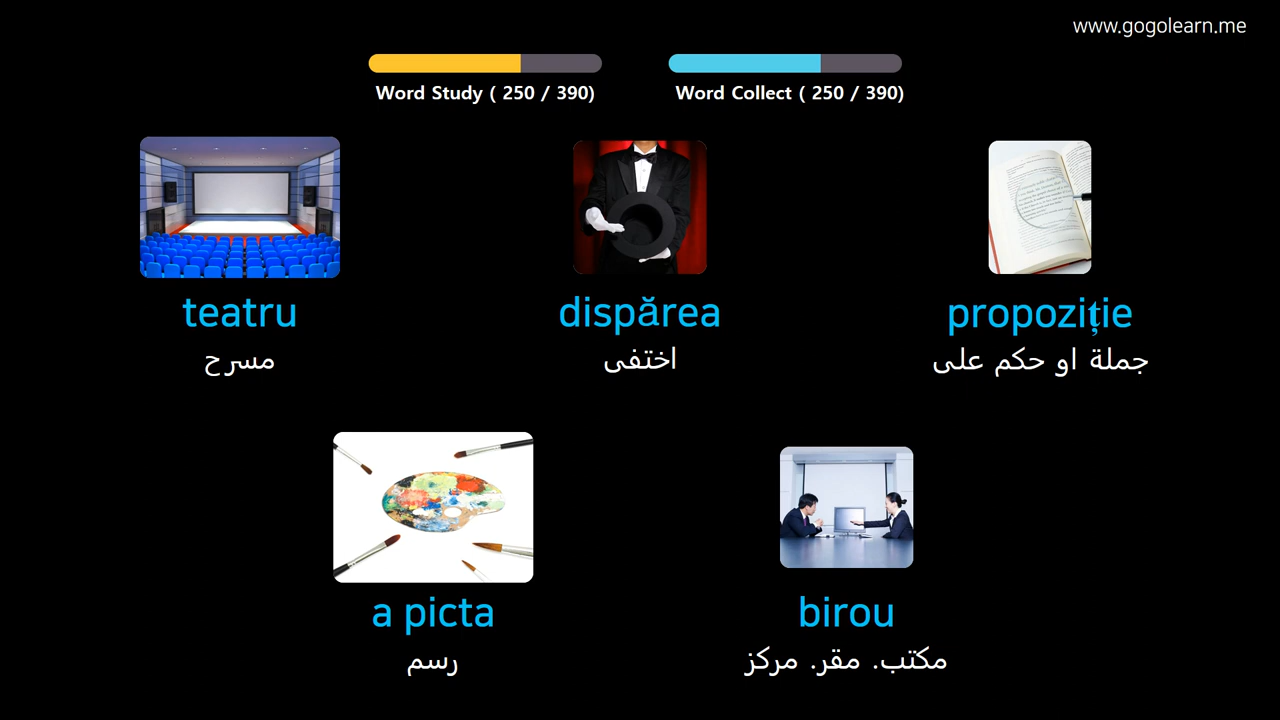 www.gogolearn.me
Word Study ( 250 / 390)
Word Collect ( 250 / 390)
teatru
مسرح
dispărea
اختفى
propoziție
جملة او حكم على
a picta
رسم
birou
مكتب. مقر. مركز